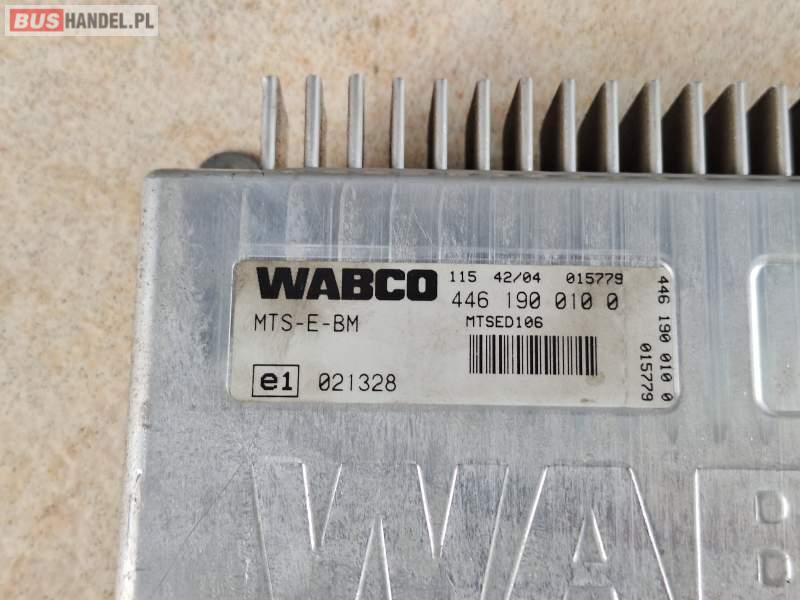 BUSHANDEL.PL
WABCO 115 42/04 015779
446 190 010 0
MTS-E-BM MTSED106
e1 021328
446 190 010 0
015779
WAB